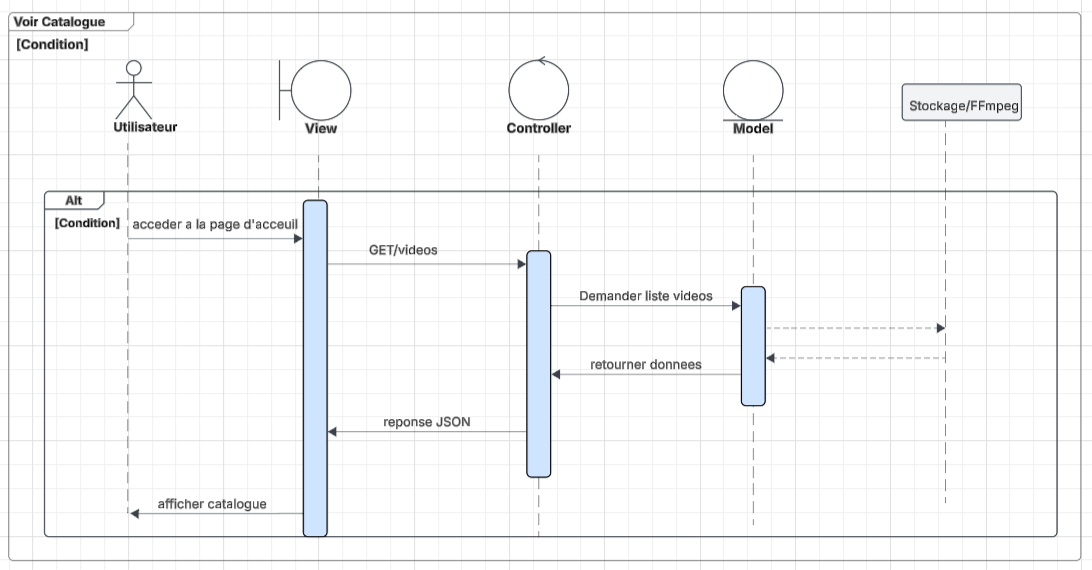 Voir Catalogue
[Condition]
Utilisateur
View
Controller
Model
Stockage/FFmpeg
Alt
[Condition]
acceder a la page d'acceuil
GET/videos
Demander liste videos
retourner donnees
reponse JSON
afficher catalogue